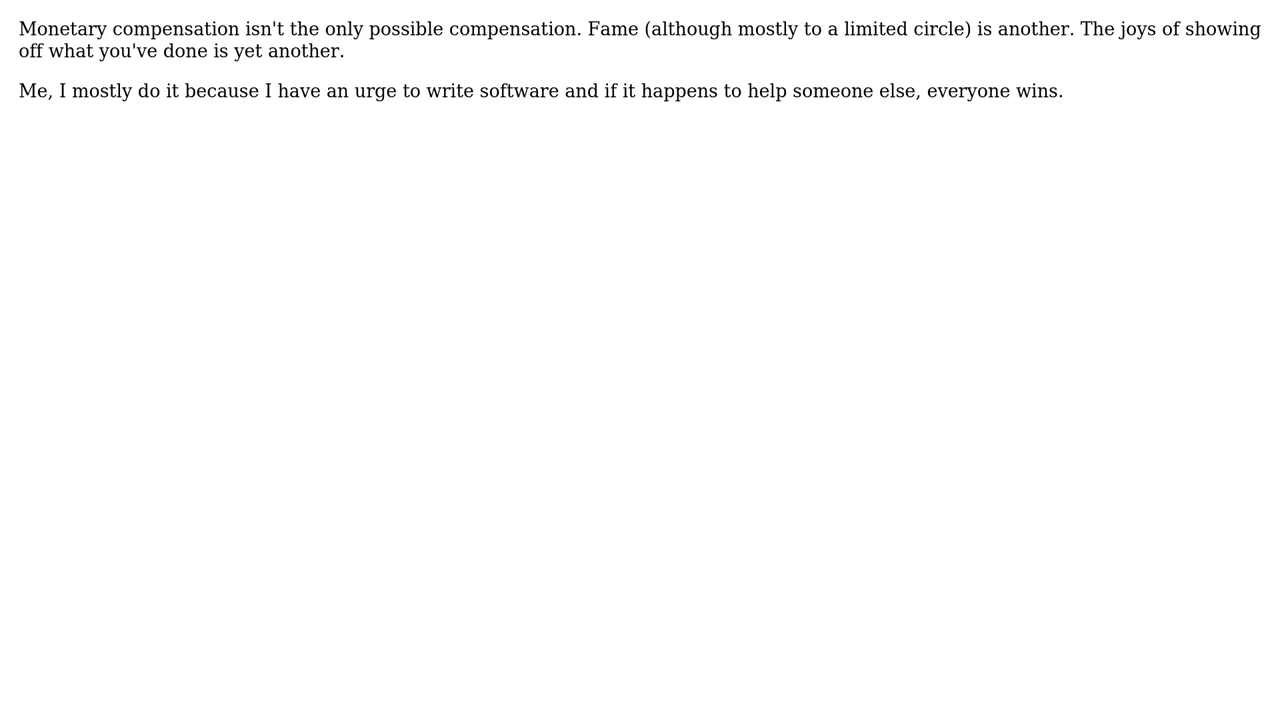 Monetary compensation isn't the only possible compensation. Fame (although mostly to a limited circle) is another. The joys of showing
off what you've done is yet another.
Me, I mostly do it because I have an urge to write software and if it happens to help someone else, everyone wins.